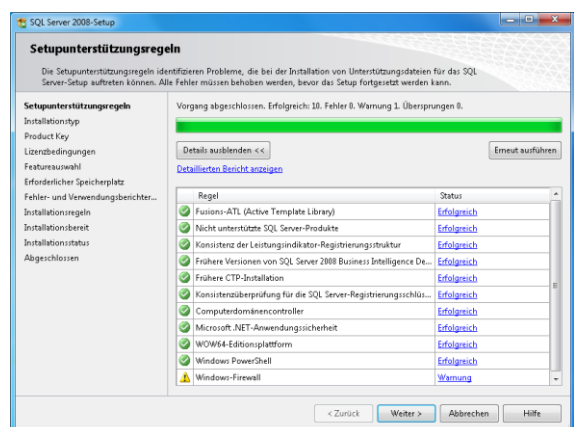 SQL Server 2008-Setup
Setupunterstützungsregeln
Die Setupunterstützungsregeln identifizieren Probleme, die bei der Installation von Unterstützungsdateien für das SQL
Server-Setup auftreten können. Alle Fehler müssen behoben werden, bevor das Setup fortgesetzt werden kann.
Setupunterstützungsregeln
Installationstyp
Product Key
Lizenzbedingungen
Featureauswahl
Erforderlicher Speicherplatz
Fehler- und Verwendungsberichter...
Installationsregeln
Installationsbereit
Installationsstatus
Abgeschlossen
Vorgang abgeschlossen. Erfolgreich: 10. Fehler 0. Warnung 1. Übersprungen 0.
Details ausblenden << Erneut ausführen
Detaillierten Bericht anzeigen
Regel Status
Fusions-ATL (Active Template Library) Erfolgreich
Nicht unterstützte SQL Server-Produkte Erfolgreich
Konsistenz der Leistungsindikator-Registrierungsstruktur Erfolgreich
Frühere Versionen von SQL Server 2008 Business Intelligence De... Erfolgreich
Frühere CTP-Installation Erfolgreich
Konsistenzüberprüfung für die SQL Server-Registrierungsschlüs... Erfolgreich
Computerdomänencontroller Erfolgreich
Microsoft .NET-Anwendungssicherheit Erfolgreich
WOW64-Editionsplattform Erfolgreich
Windows PowerShell Erfolgreich
Windows-Firewall Warnung
< Zurück Weiter > Abbrechen Hilfe